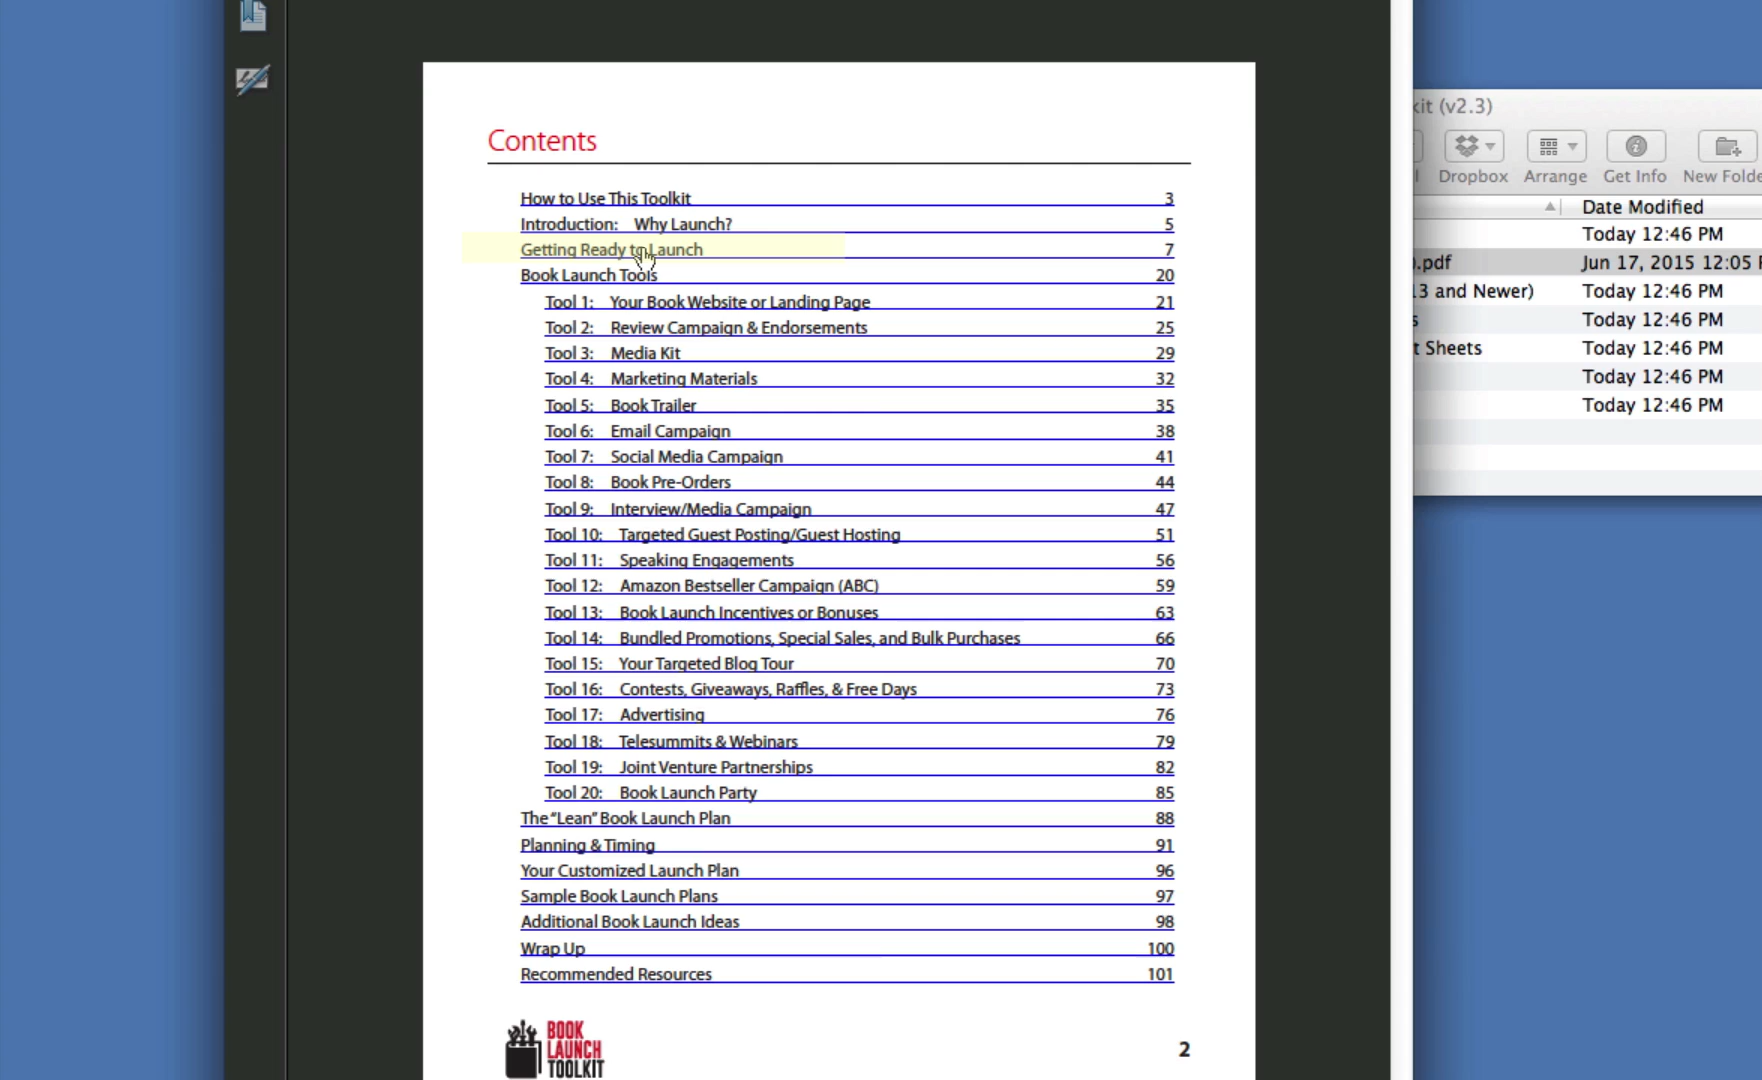 Contents
How to Use This Toolkit 3
Introduction: Why Launch? 5
Getting Ready to Launch 7
Book Launch Tools 20
Tool 1: Your Book Website or Landing Page 21
Tool 2: Review Campaign & Endorsements 25
Tool 3: Media Kit 29
Tool 4: Marketing Materials 32
Tool 5: Book Trailer 35
Tool 6: Email Campaign 38
Tool 7: Social Media Campaign 41
Tool 8: Book Pre-Orders 44
Tool 9: Interview/Media Campaign 47
Tool 10: Targeted Guest Posting/Guest Hosting 51
Tool 11: Speaking Engagements 56
Tool 12: Amazon Bestseller Campaign (ABC) 59
Tool 13: Book Launch Incentives or Bonuses 63
Tool 14: Bundled Promotions, Special Sales, and Bulk Purchases 66
Tool 15: Your Targeted Blog Tour 70
Tool 16: Contests, Giveaways, Raffles, & Free Days 73
Tool 17: Advertising 76
Tool 18: Telesummits & Webinars 79
Tool 19: Joint Venture Partnerships 82
Tool 20: Book Launch Party 85
The “Lean” Book Launch Plan 88
Planning & Timing 91
Your Customized Launch Plan 96
Sample Book Launch Plans 97
Additional Book Launch Ideas 98
Wrap Up 100
Recommended Resources 101
BOOK
LAUNCH
TOOLKIT
2
kit (v2.3)
Dropbox Arrange Get Info New Folde
Date Modified
Today 12:46 PM
).pdf Jun 17, 2015 12:05 P
13 and Newer) Today 12:46 PM
s Today 12:46 PM
t Sheets Today 12:46 PM
Today 12:46 PM
Today 12:46 PM